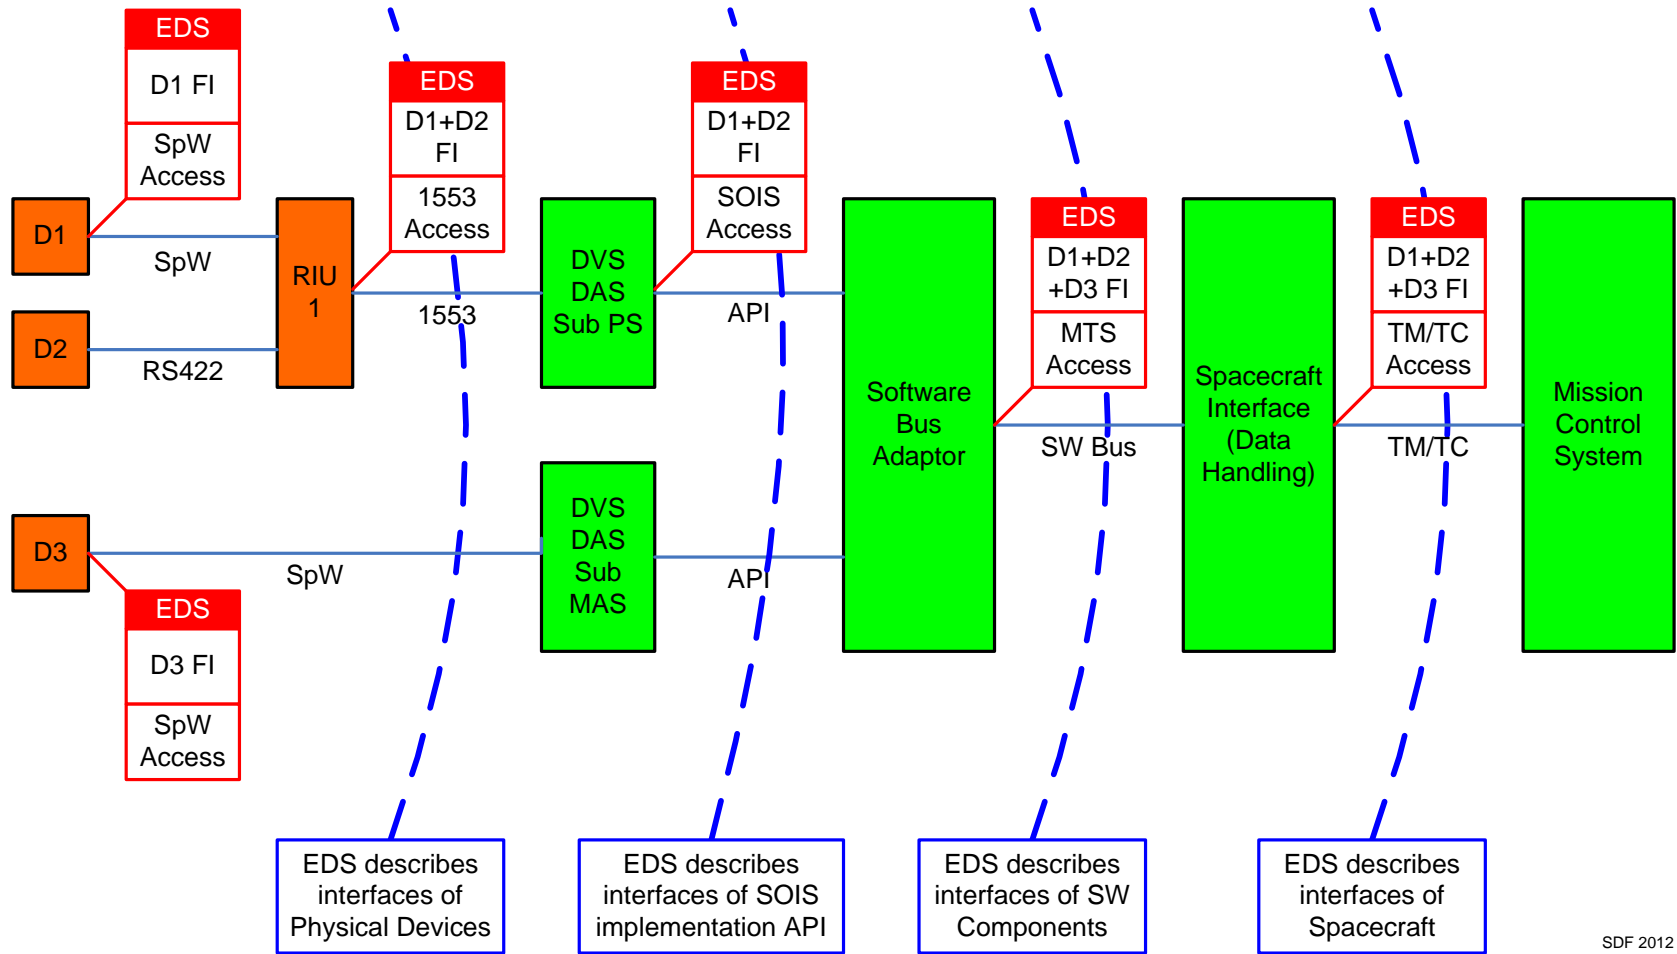 EDS
D1 FI
SpW
Access
EDS
D1+D2
FI
1553
Access
EDS
D1+D2
FI
SOIS
Access
EDS
D1+D2
+D3 FI
MTS
Access
EDS
D1+D2
+D3 FI
TM/TC
Access
D1
SpW
D2
RS422
RIU
1
1553
DVS
DAS
Sub PS
API
Software
Bus
Adaptor
SW Bus
Spacecraft
Interface
(Data
Handling)
TM/TC
Mission
Control
System
D3
SpW
DVS
DAS
Sub
MAS
API
EDS
D3 FI
SpW
Access
EDS describes
interfaces of
Physical Devices
EDS describes
interfaces of SOIS
implementation API
EDS describes
interfaces of SW
Components
EDS describes
interfaces of
Spacecraft
SDF 2012